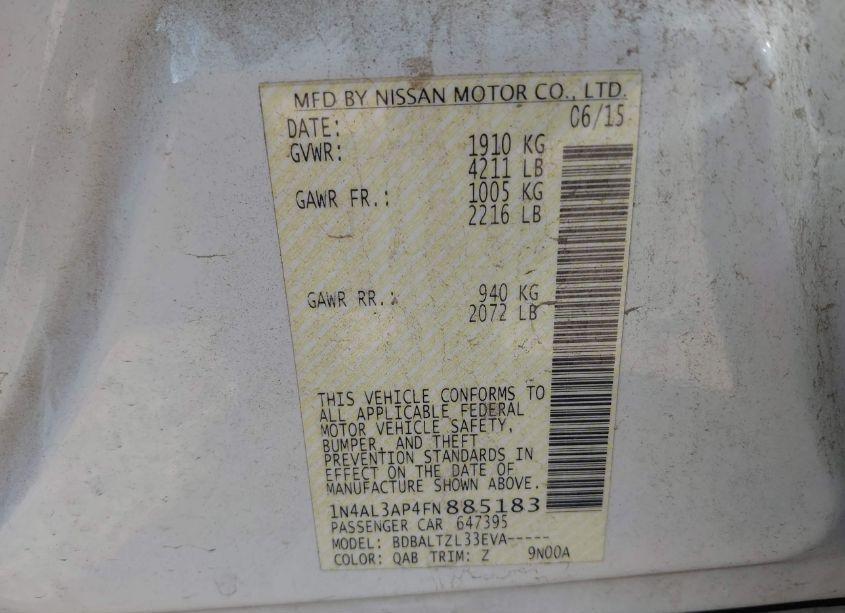 MFD BY NISSAN MOTOR CO., LTD.
DATE: 06/15
GVWR: 1910 KG
4211 LB
GAWR FR.: 1005 KG
2216 LB
GAWR RR.: 940 KG
2072 LB
THIS VEHICLE CONFORMS TO
ALL APPLICABLE FEDERAL
MOTOR VEHICLE SAFETY,
BUMPER, AND THEFT
PREVENTION STANDARDS IN
EFFECT ON THE DATE OF
MANUFACTURE SHOWN ABOVE.
1N4AL3AP4FN885183
PASSENGER CAR 647395
MODEL: BDBALTZL33EVA-----
COLOR: QAB TRIM: Z 9N00A